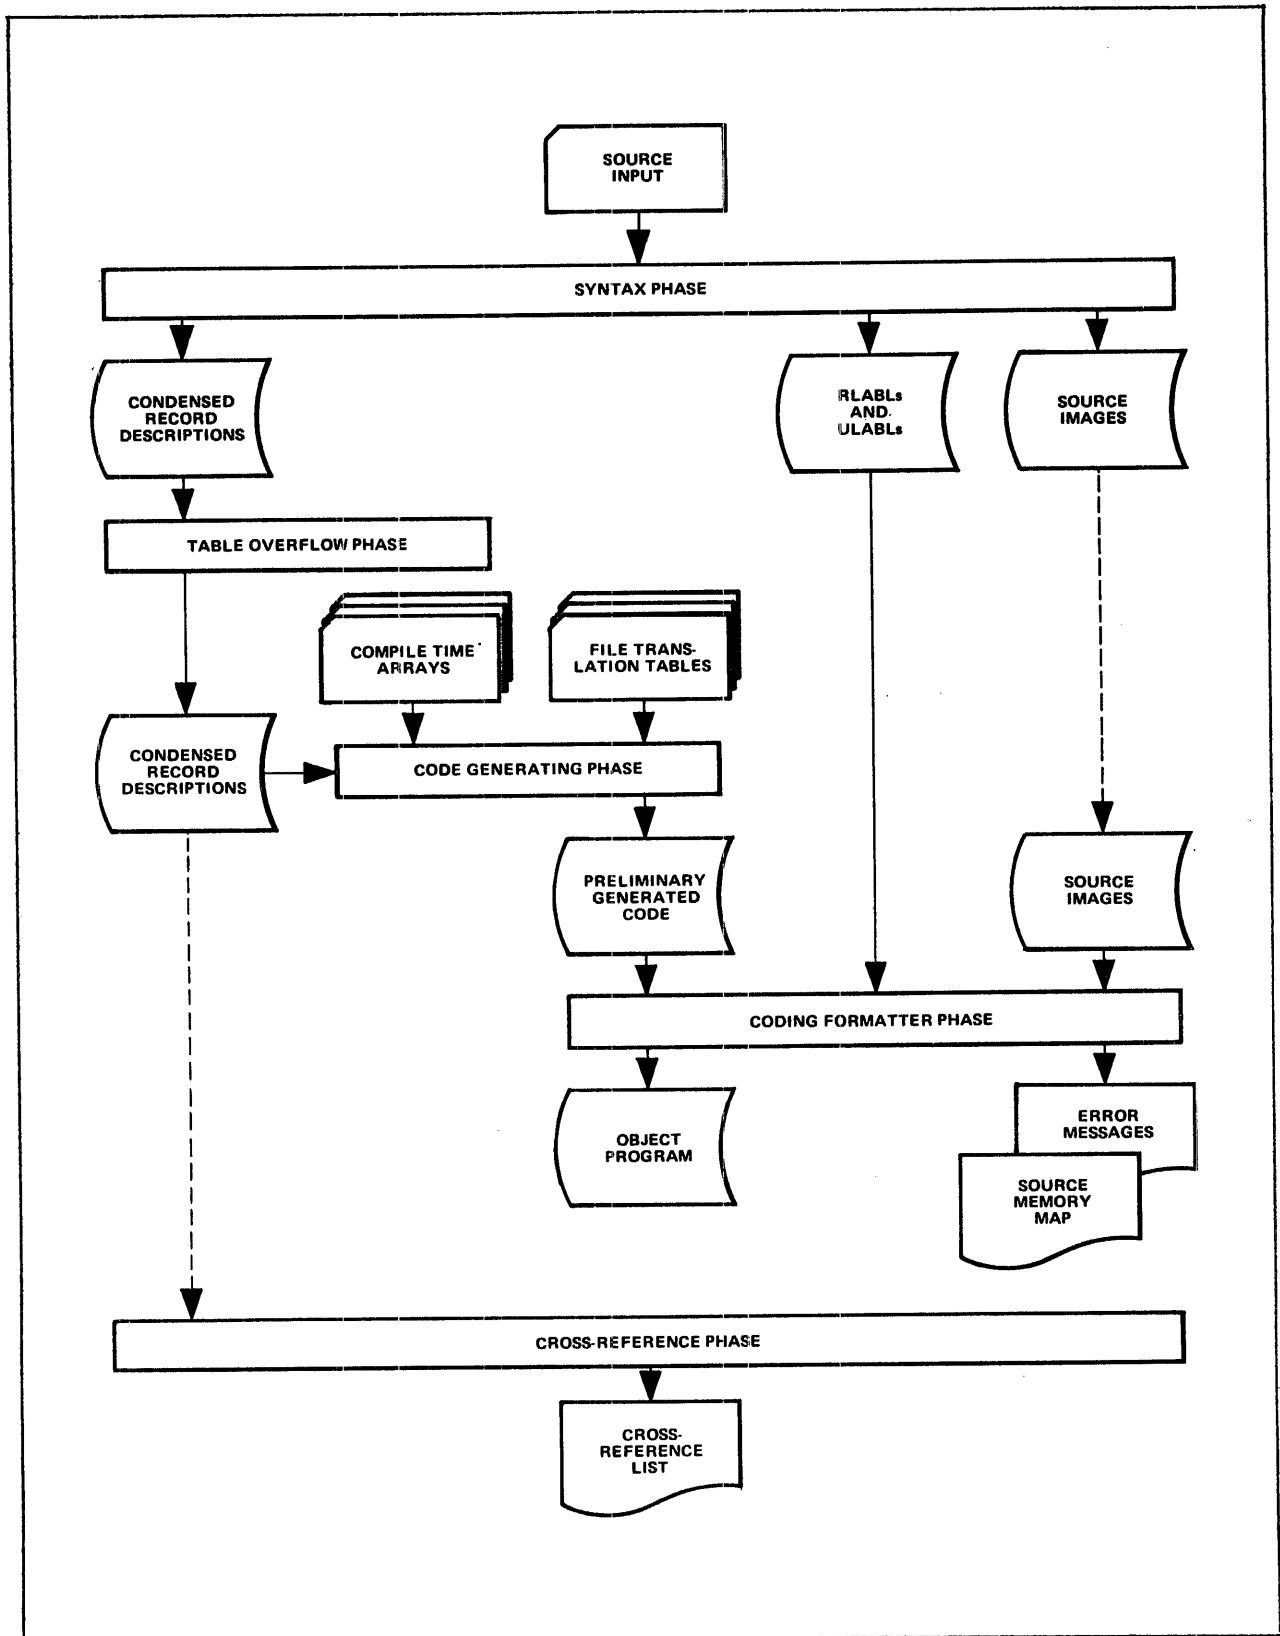 SOURCE
INPUT
SYNTAX PHASE
CONDENSED
RECORD
DESCRIPTIONS
RLABLs
AND
ULABLs
SOURCE
IMAGES
TABLE OVERFLOW PHASE
COMPILE TIME
ARRAYS
FILE TRANS-
LATION TABLES
CONDENSED
RECORD
DESCRIPTIONS
CODE GENERATING PHASE
PRELIMINARY
GENERATED
CODE
SOURCE
IMAGES
CODING FORMATTER PHASE
OBJECT
PROGRAM
ERROR
MESSAGES
SOURCE
MEMORY
MAP
CROSS-REFERENCE PHASE
CROSS-
REFERENCE
LIST